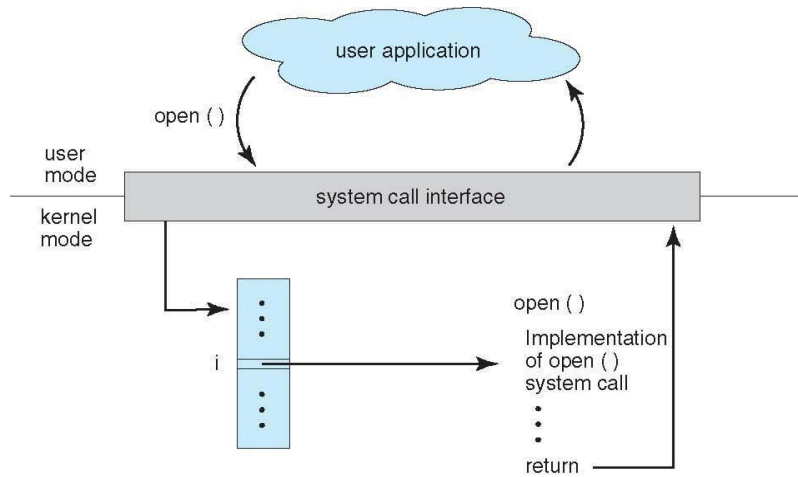 user application
open ( )
user
mode
system call interface
kernel
mode
i
open ( )
Implementation
of open ( )
system call
return